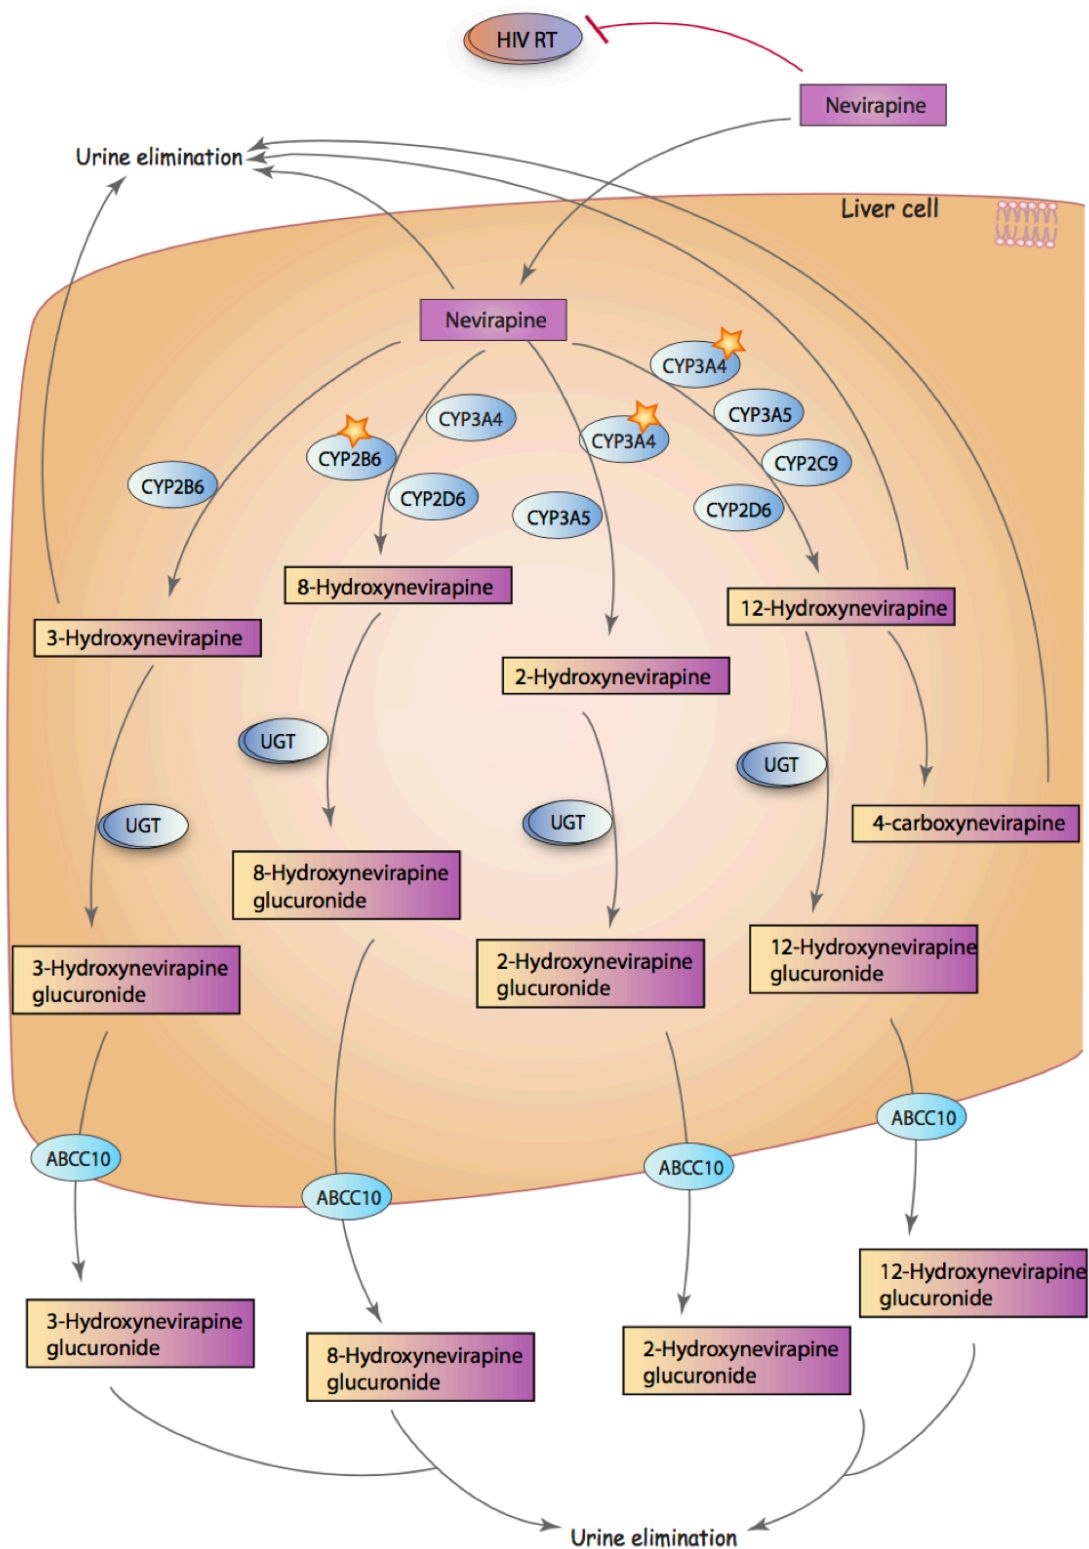 HIV RT
Nevirapine
Urine elimination
Liver cell
Nevirapine
CYP3A4
CYP3A5
CYP2C9
CYP2D6
CYP3A4
CYP3A5
CYP3A4
CYP2B6
CYP2D6
CYP2B6
8-Hydroxynevirapine
12-Hydroxynevirapine
3-Hydroxynevirapine
2-Hydroxynevirapine
UGT
UGT
UGT
UGT
4-carboxynevirapine
8-Hydroxynevirapine
glucuronide
12-Hydroxynevirapine
glucuronide
3-Hydroxynevirapine
glucuronide
2-Hydroxynevirapine
glucuronide
ABCC10
ABCC10
ABCC10
ABCC10
12-Hydroxynevirapine
glucuronide
3-Hydroxynevirapine
glucuronide
8-Hydroxynevirapine
glucuronide
2-Hydroxynevirapine
glucuronide
Urine elimination